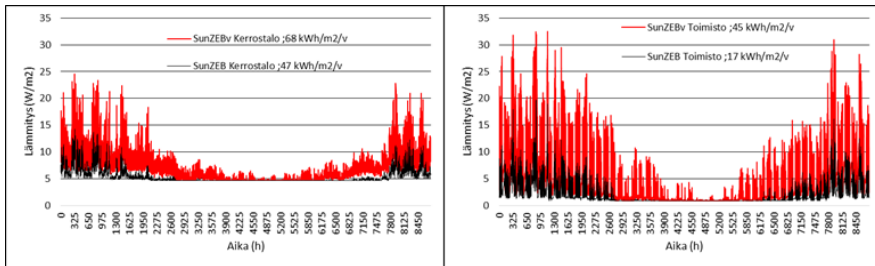 35
30
25
20
15
10
5
0
Lämmitys (W/m2)
SunZEBv Kerrostalo ;68 kWh/m2/v
SunZEB Kerrostalo ;47 kWh/m2/v
0 325 650 975 1300 1625 1950 2275 2600 2925 3250 3575 3900 4225 4550 4875 5200 5525 5850 6175 6500 6825 7150 7475 7800 8125 8450
Aika (h)
35
30
25
20
15
10
5
0
Lämmitys (W/m2)
SunZEBv Toimisto ;45 kWh/m2/v
SunZEB Toimisto ;17 kWh/m2/v
0 325 650 975 1300 1625 1950 2275 2600 2925 3250 3575 3900 4225 4550 4875 5200 5525 5850 6175 6500 6825 7150 7475 7800 8125 8450
Aika (h)